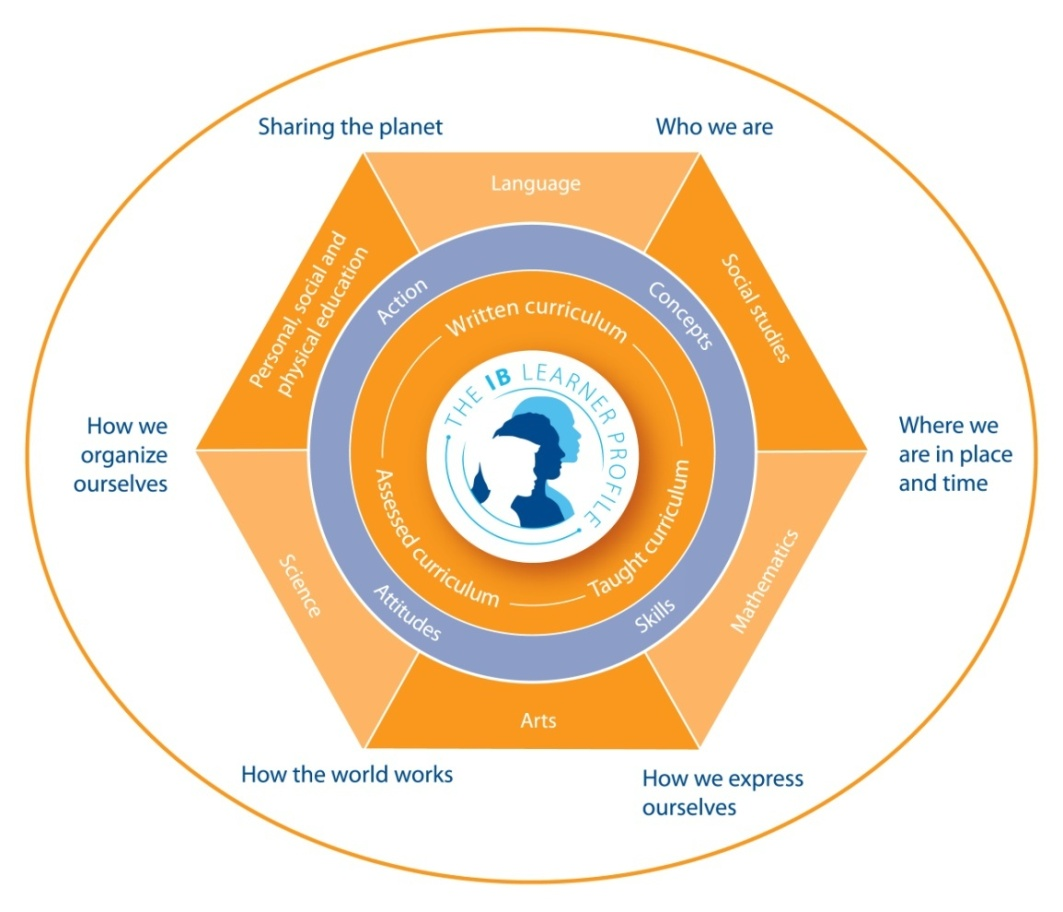 Sharing the planet
Who we are
Language
Personal, social and
physical education
Social studies
Action
Concepts
Written curriculum
THE IB LEARNER PROFILE
How we
organize
ourselves
Where we
are in place
and time
Assessed curriculum
Taught curriculum
Science
Attitudes
Skills
Mathematics
Arts
How the world works
How we express
ourselves